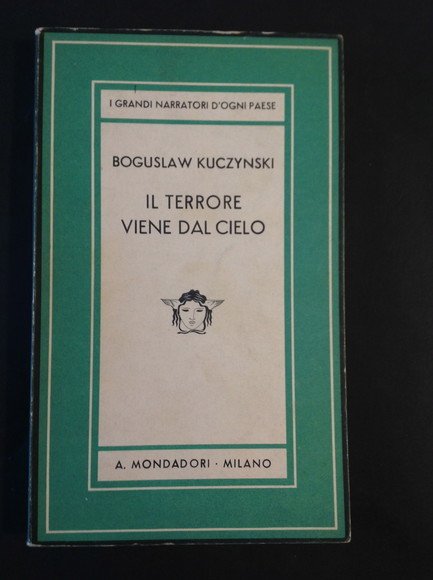 I GRANDI NARRATORI D'OGNI PAESE
BOGUSLAW KUCZYNSKI
IL TERRORE
VIENE DAL CIELO
A. MONDADORI · MILANO